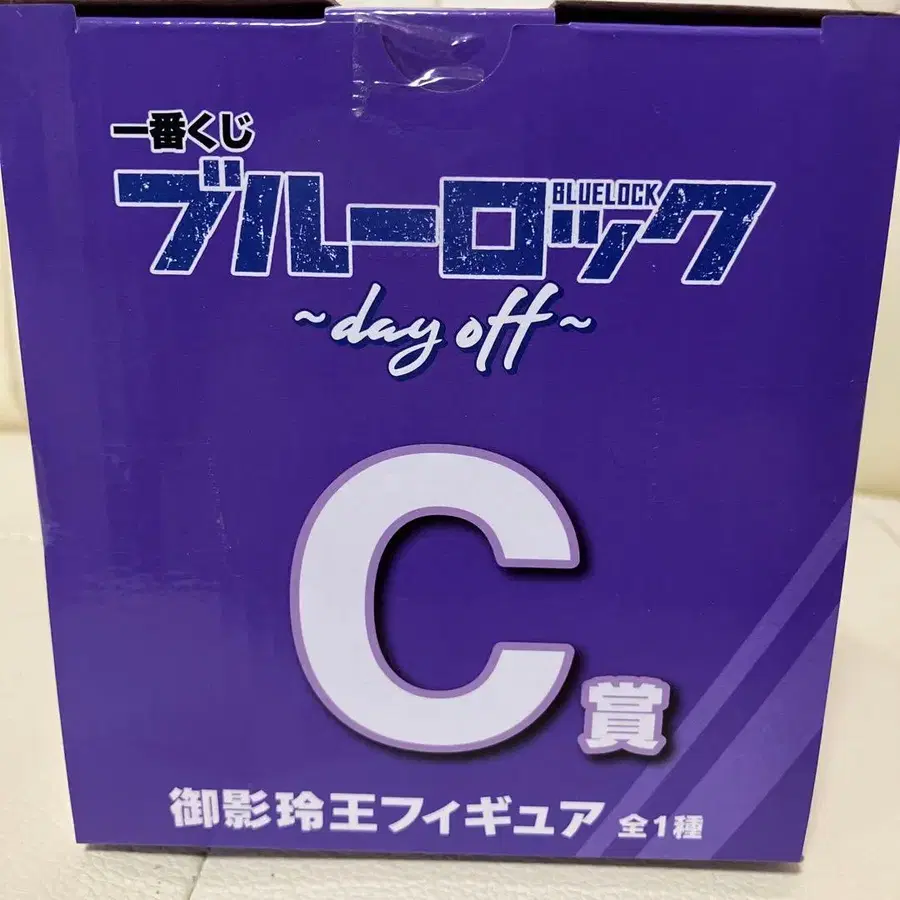 一番くじ
ブルーロック
BLUELOCK
~day off~
C賞
御影玲王フィギュア 全1種